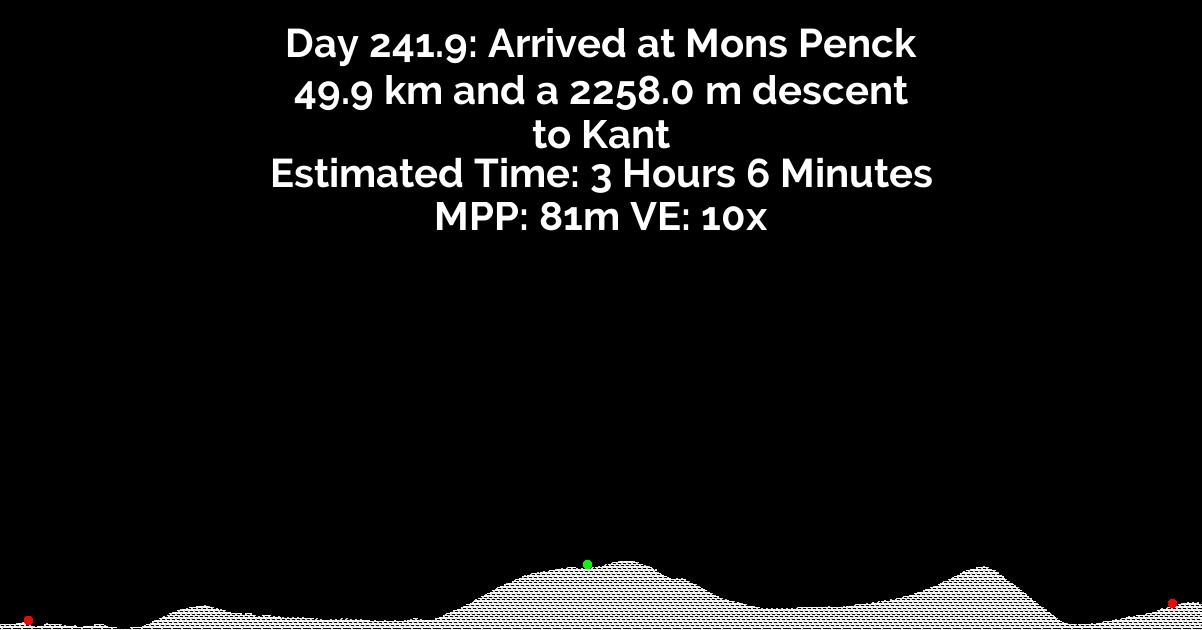 Day 241.9: Arrived at Mons Penck
49.9 km and a 2258.0 m descent
to Kant
Estimated Time: 3 Hours 6 Minutes
MPP: 81m VE: 10x